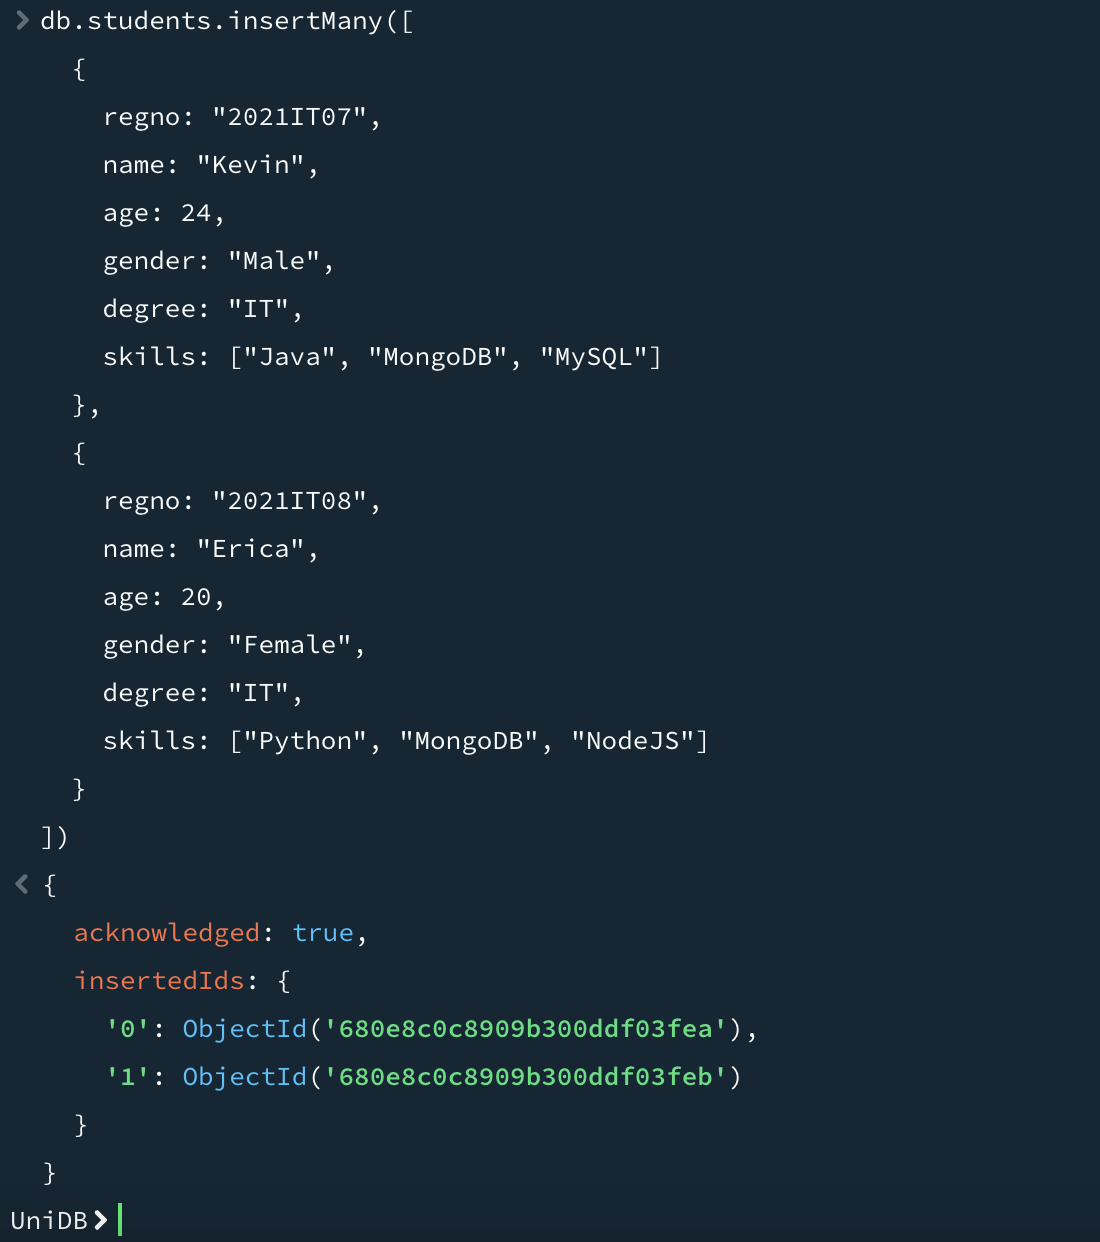 db.students.insertMany([
{
regno: "2021IT07",
name: "Kevin",
age: 24,
gender: "Male",
degree: "IT",
skills: ["Java", "MongoDB", "MySQL"]
},
{
regno: "2021IT08",
name: "Erica",
age: 20,
gender: "Female",
degree: "IT",
skills: ["Python", "MongoDB", "NodeJS"]
}
])
{
acknowledged: true,
insertedIds: {
'0': ObjectId('680e8c0c8909b300ddf03fea'),
'1': ObjectId('680e8c0c8909b300ddf03feb')
}
}
UniDB>